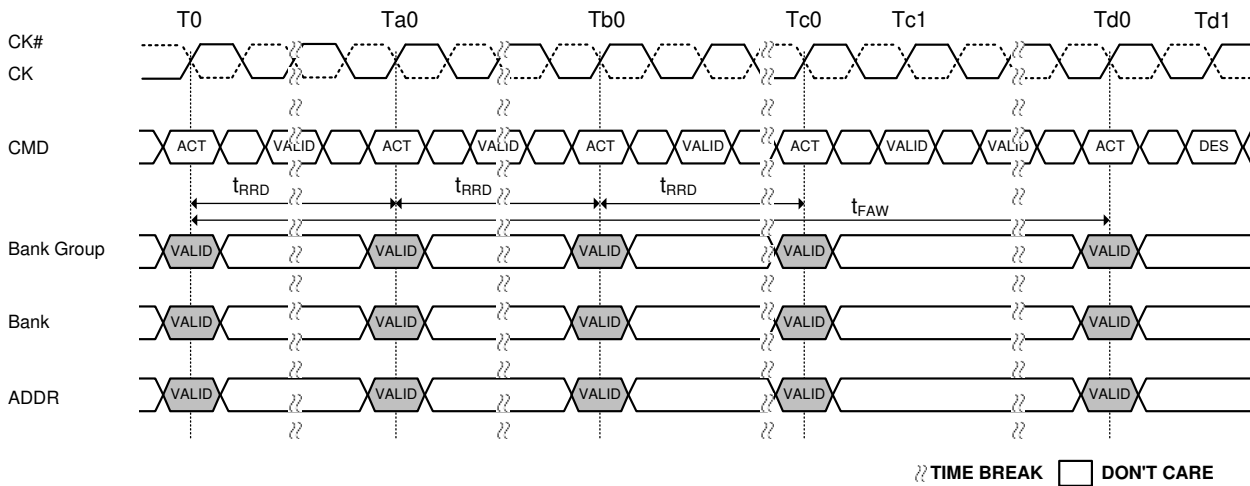 T0 Ta0 Tb0 Tc0 Tc1 Td0 Td1
CK#
CK
CMD ACT VALID ACT VALID ACT VALID ACT VALID VALID ACT DES
tRRD tRRD tRRD
tFAW
Bank Group VALID VALID VALID VALID VALID
Bank VALID VALID VALID VALID VALID
ADDR VALID VALID VALID VALID VALID
TIME BREAK DON'T CARE